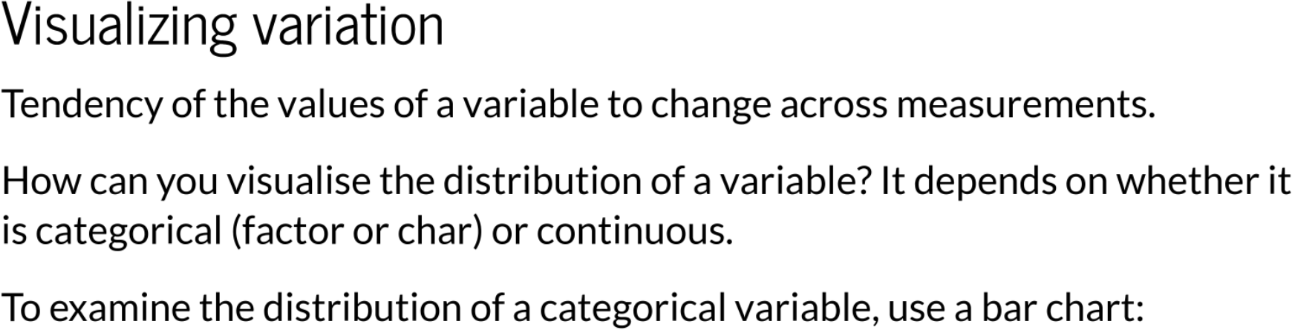 Visualizing variation
Tendency of the values of a variable to change across measurements.
How can you visualise the distribution of a variable? It depends on whether it
is categorical (factor or char) or continuous.
To examine the distribution of a categorical variable, use a bar chart: